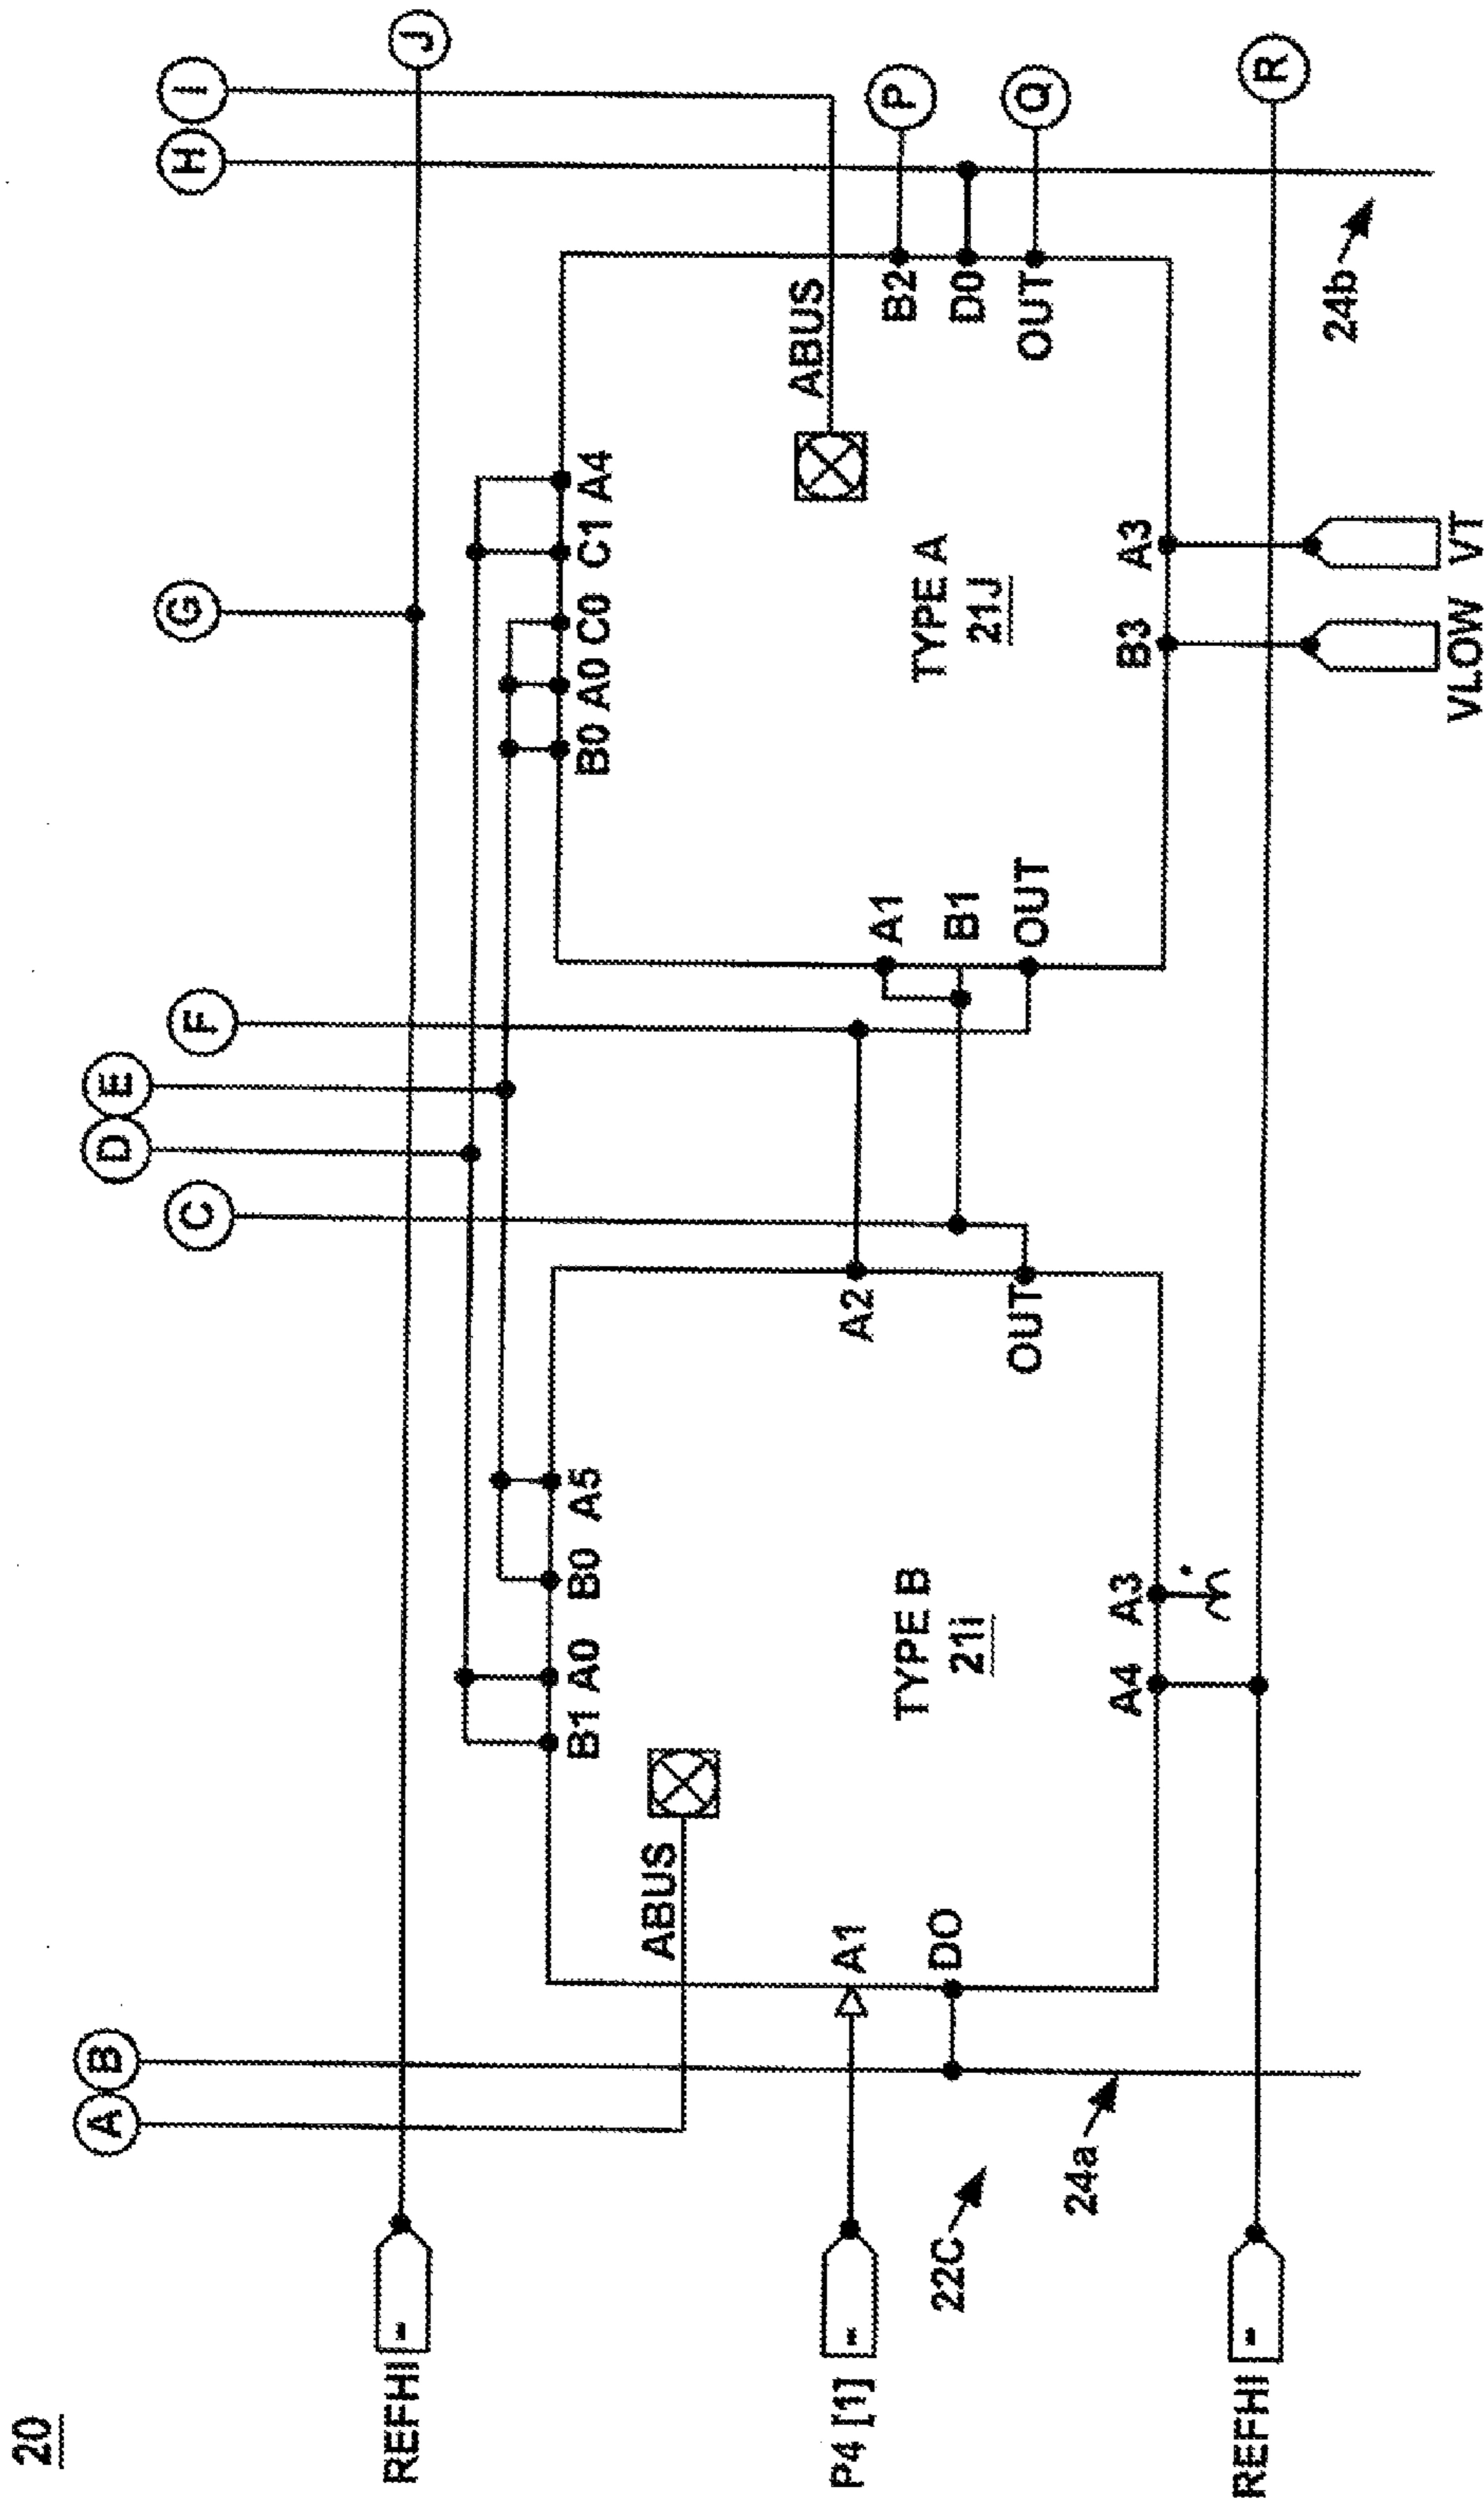 20
A
B
C
D
E
F
G
H
I
J
REFHI
B1 A0 B0 A5
B0 A0 C0 C1 A4
ABUS
ABUS
P4 [1]
A1
A2
A1
B2
P
DO
TYPE B
TYPE A
B1
D0
21i
21J
OUT
OUT
OUT
Q
22C
24a
A4 A3
B3 A3
REFHI
R
24b
VLOW VT